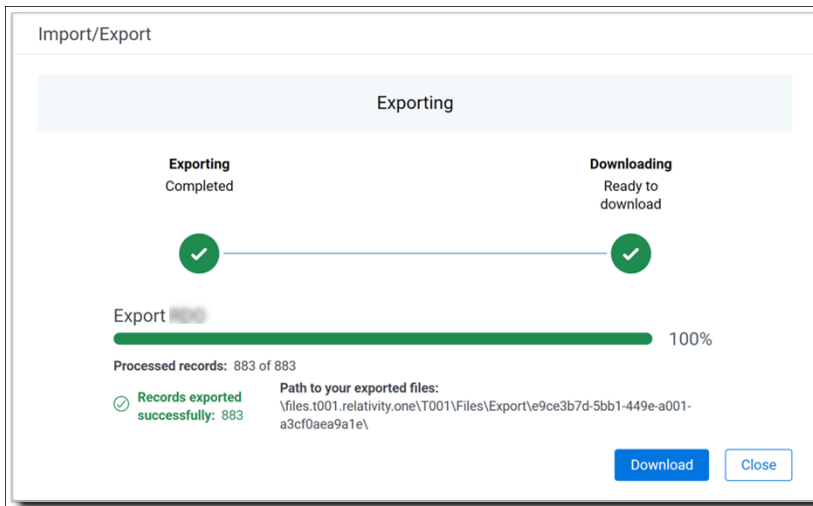 Import/Export
Exporting
Exporting
Completed
Downloading
Ready to
download
Export
100%
Processed records: 883 of 883
Records exported
successfully: 883
Path to your exported files:
\files.t001.relativity.one\T001\Files\Export\e9ce3b7d-5bb1-449e-a001-
a3cf0aea9a1e\
Download
Close